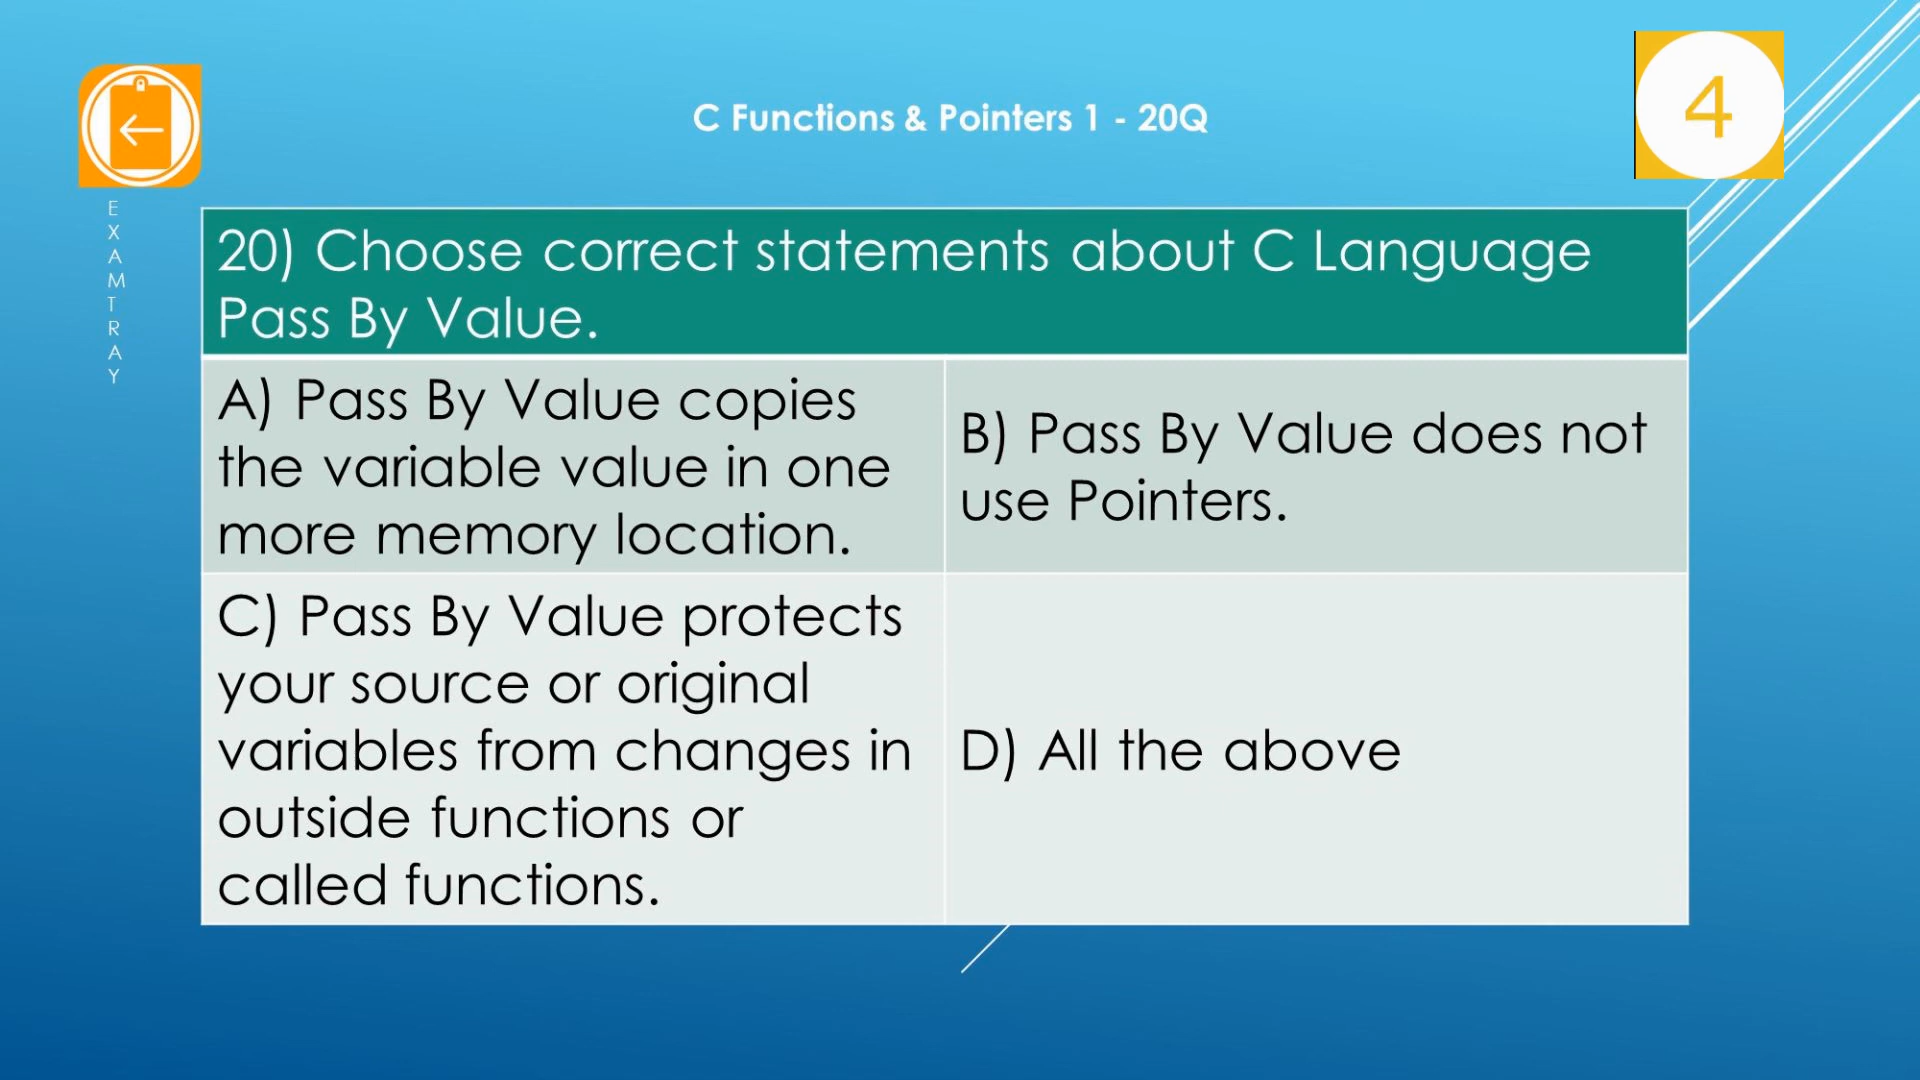 C Functions & Pointers 1 - 20Q
4
E
X
A
M
T
R
A
Y
20) Choose correct statements about C Language
Pass By Value.
A) Pass By Value copies
the variable value in one
more memory location.
B) Pass By Value does not
use Pointers.
C) Pass By Value protects
your source or original
variables from changes in
outside functions or
called functions.
D) All the above